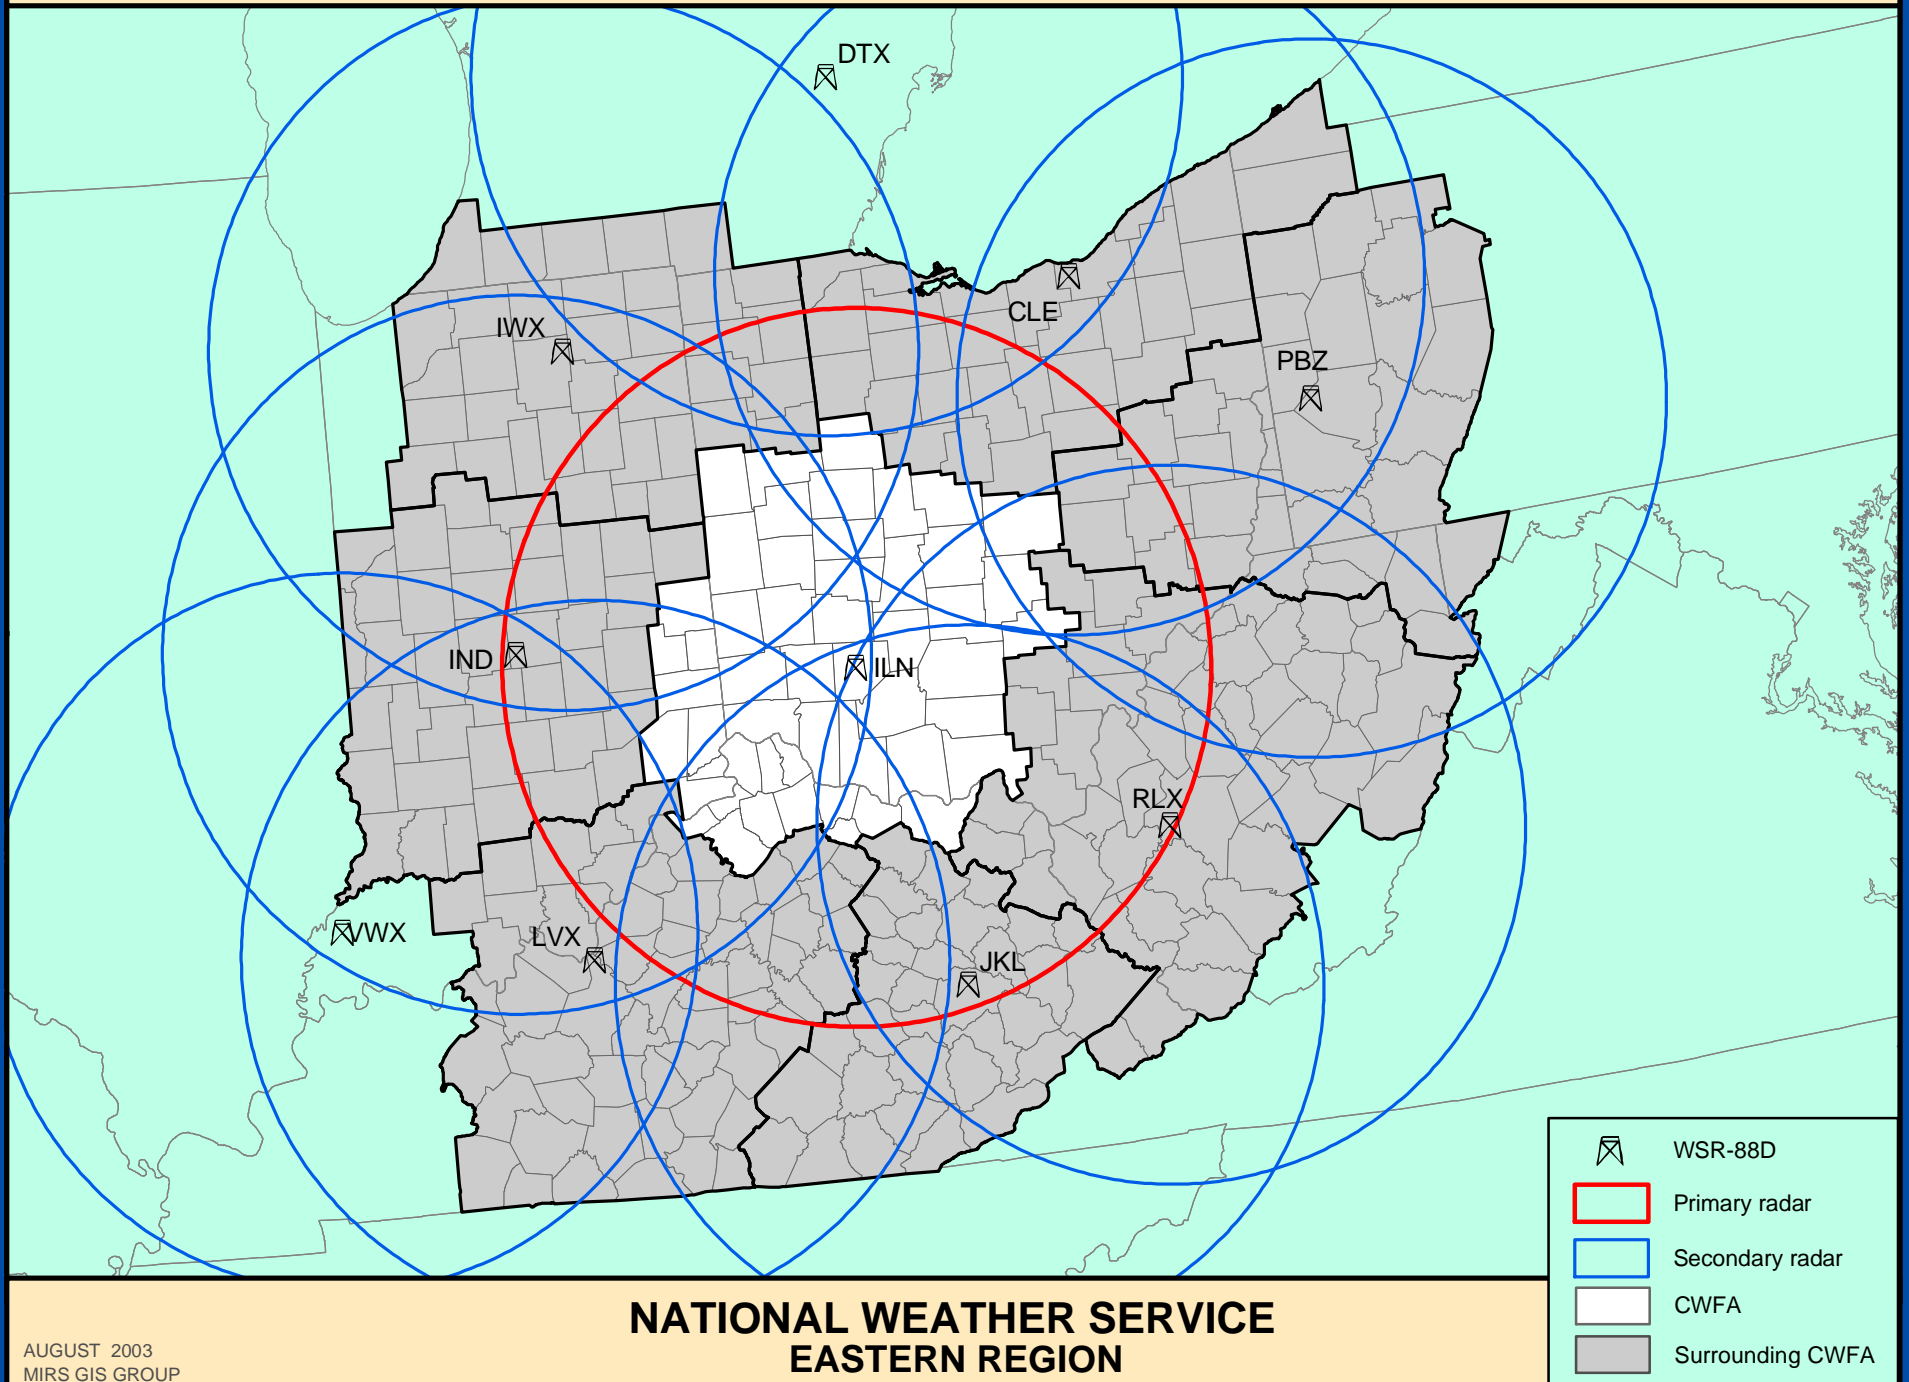 DTX
CLE
IWX
PBZ
IND
ILN
RLX
VWX
LVX
JKL
WSR-88D
Primary radar
Secondary radar
CWFA
Surrounding CWFA
NATIONAL WEATHER SERVICE
EASTERN REGION
AUGUST 2003
MIRS GIS GROUP